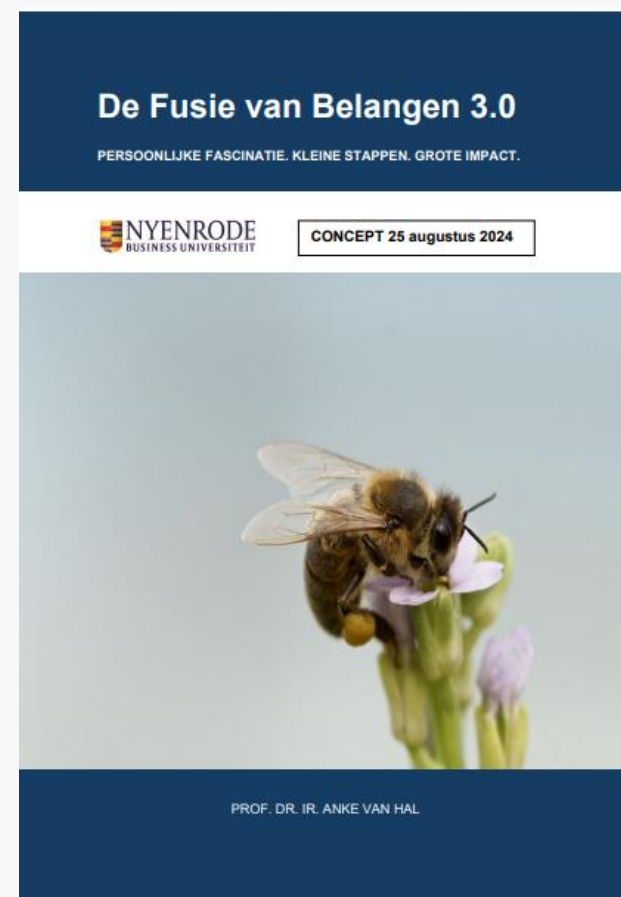 De Fusie van Belangen 3.0
PERSOONLIJKE FASCINATIE. KLEINE STAPPEN. GROTE IMPACT.
NYENRODE
BUSINESS UNIVERSITEIT
CONCEPT 25 augustus 2024
PROF. DR. IR. ANKE VAN HAL